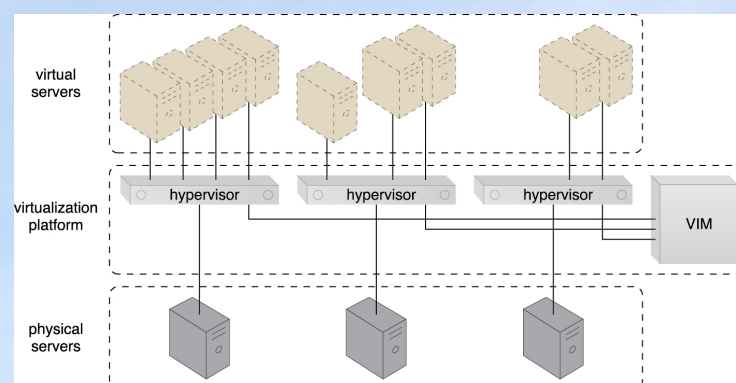 virtual
servers
hypervisor
hypervisor
hypervisor
virtualization
platform
VIM
physical
servers